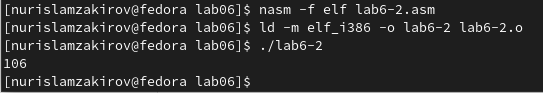 [nurislamzakirov@fedora lab06]$ nasm -f elf lab6-2.asm
[nurislamzakirov@fedora lab06]$ ld -m elf_i386 -o lab6-2 lab6-2.o
[nurislamzakirov@fedora lab06]$ ./lab6-2
106
[nurislamzakirov@fedora lab06]$